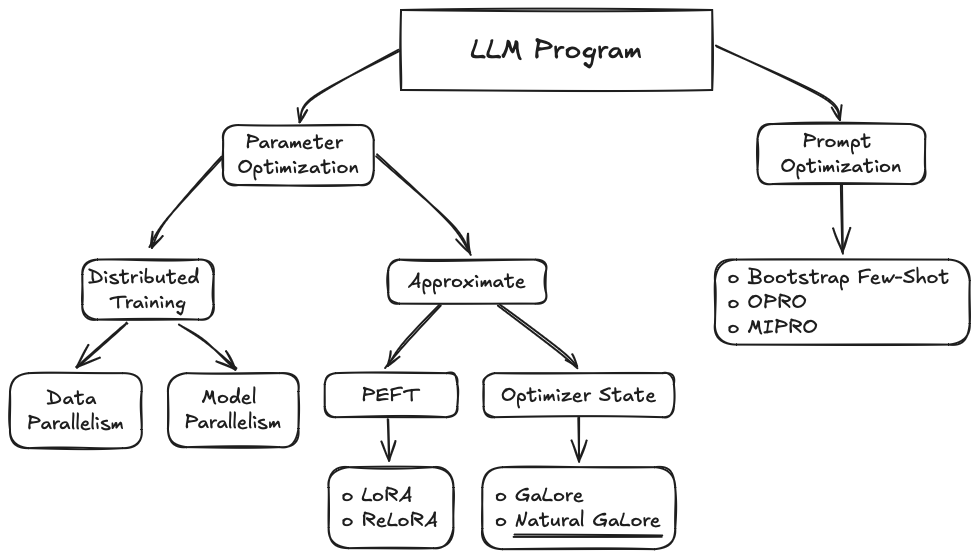 LLM Program
Parameter
Optimization
Prompt
Optimization
Distributed
Training
Approximate
o Bootstrap Few-Shot
o OPRO
o MIPRO
Data
Parallelism
Model
Parallelism
PEFT
Optimizer State
o LoRA
o ReLoRA
o GaLore
o Natural GaLore